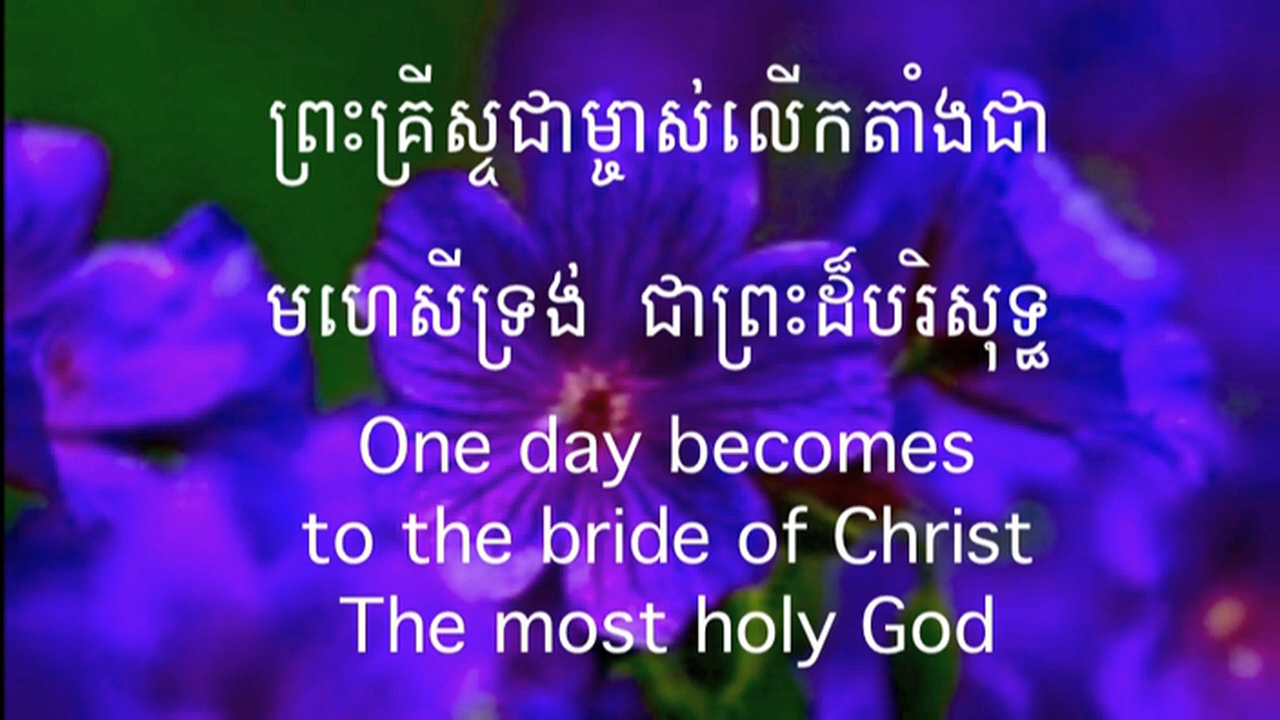 ព្រះគ្រីស្ទជាម្ចាស់លើកតាំងជា
មហេសីទ្រង់ ជាព្រះដ៏បរិសុទ្ធ
One day becomes
to the bride of Christ
The most holy God